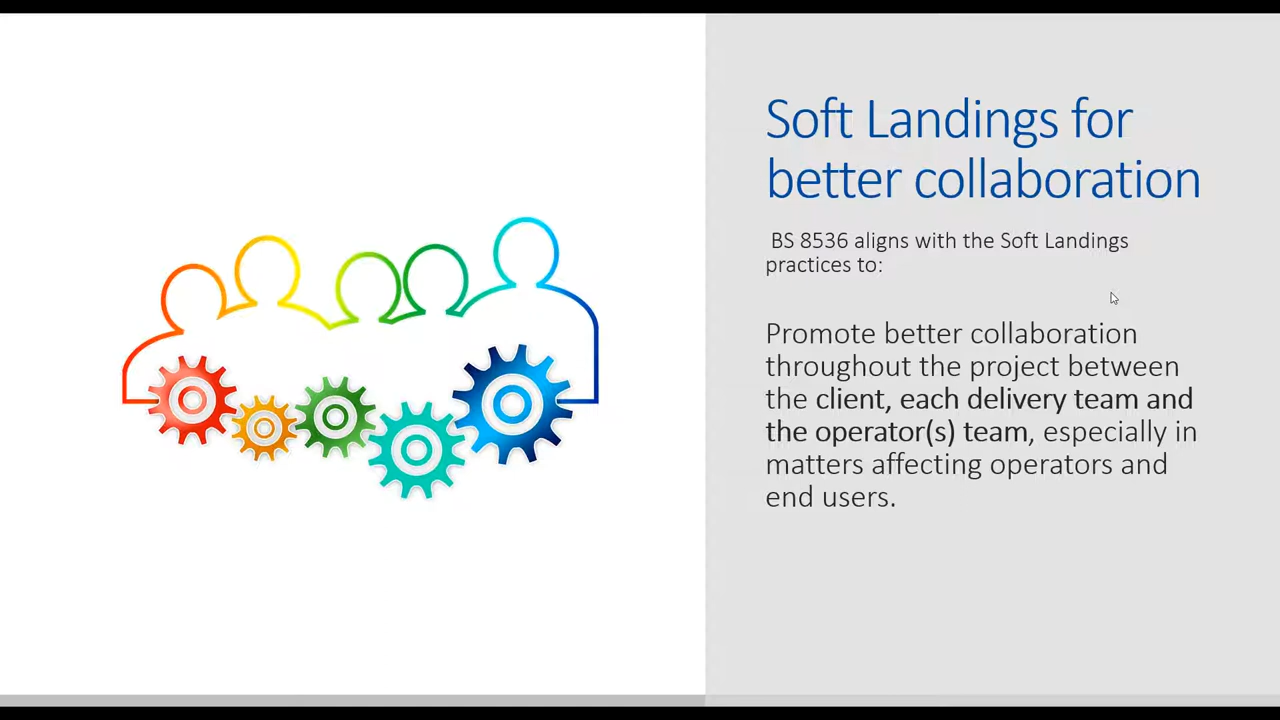 Soft Landings for
better collaboration
BS 8536 aligns with the Soft Landings
practices to:
Promote better collaboration
throughout the project between
the client, each delivery team and
the operator(s) team, especially in
matters affecting operators and
end users.